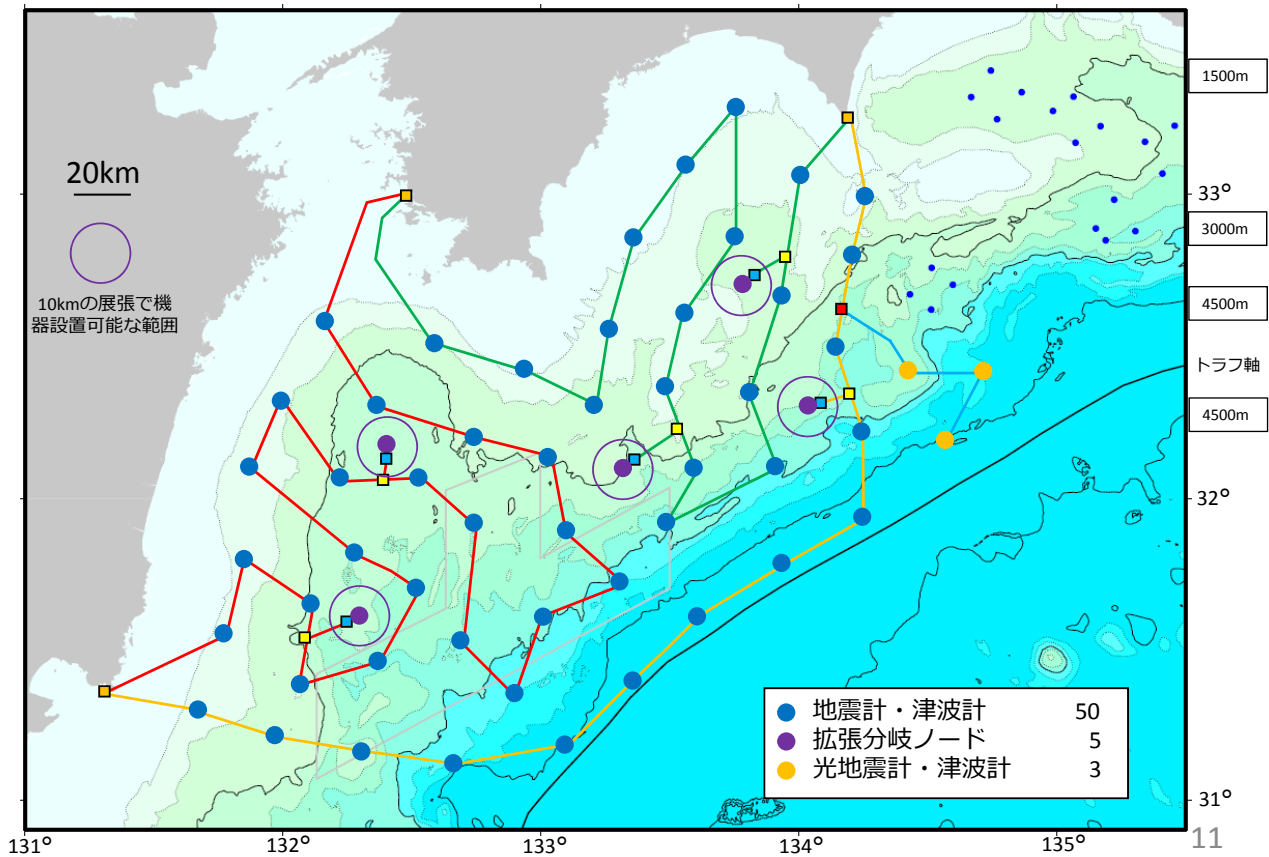 1500m
20km
33°
3000m
10kmの展張で機
器設置可能な範囲
4500m
トラフ軸
4500m
32°
地震計・津波計 50
拡張分岐ノード 5
光地震計・津波計 3
31°
131° 132° 133° 134° 135°
11